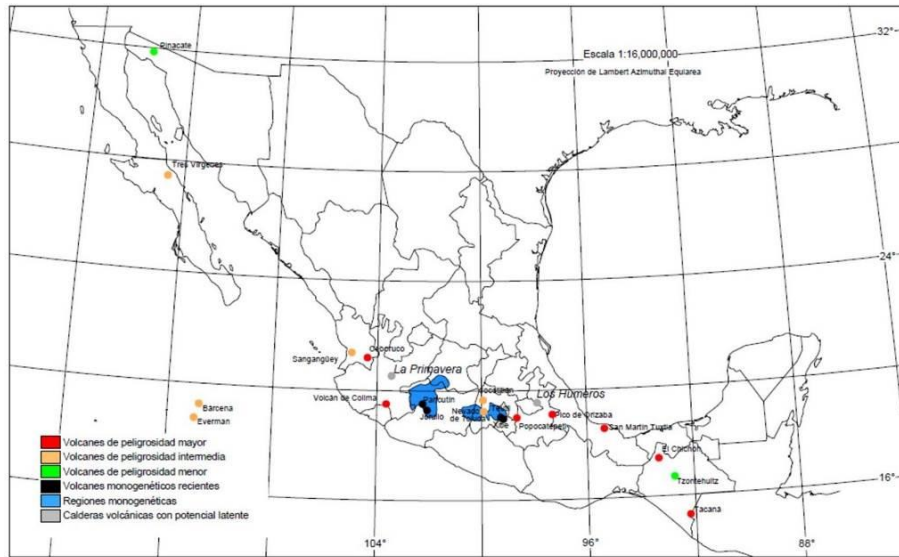 Pinacate
32°
Escala 1:16,000,000
Proyección de Lambert Azimuthal Equiarea
Tres Vírgenes
24°
Ceboruco
Sangangüey
La Primavera
Los Humeros
Volcán de Colima
Paricutín
Jorullo
Nevado
de Toluca
Xitle
Popocatépetl
Pico de Orizaba
San Martín Tuxtla
Bárcena
Everman
El Chichón
Tzontehuitz
16°
Tacaná
Volcanes de peligrosidad mayor
Volcanes de peligrosidad intermedia
Volcanes de peligrosidad menor
Volcanes monogenéticos recientes
Regiones monogenéticas
Calderas volcánicas con potencial latente
104°
96°
88°